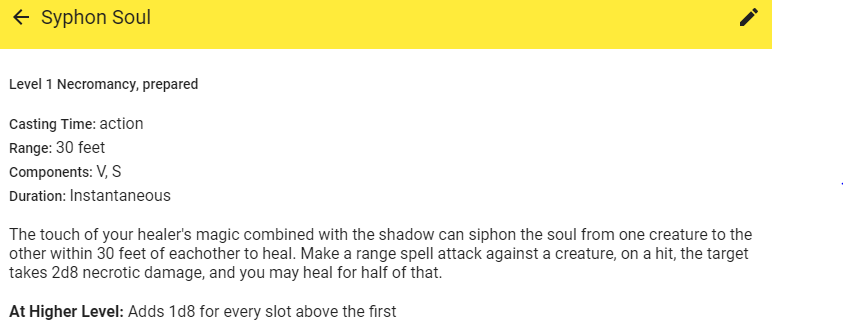 Syphon Soul
Level 1 Necromancy, prepared
Casting Time: action
Range: 30 feet
Components: V, S
Duration: Instantaneous
The touch of your healer's magic combined with the shadow can siphon the soul from one creature to the
other within 30 feet of eachother to heal. Make a range spell attack against a creature, on a hit, the target
takes 2d8 necrotic damage, and you may heal for half of that.
At Higher Level: Adds 1d8 for every slot above the first